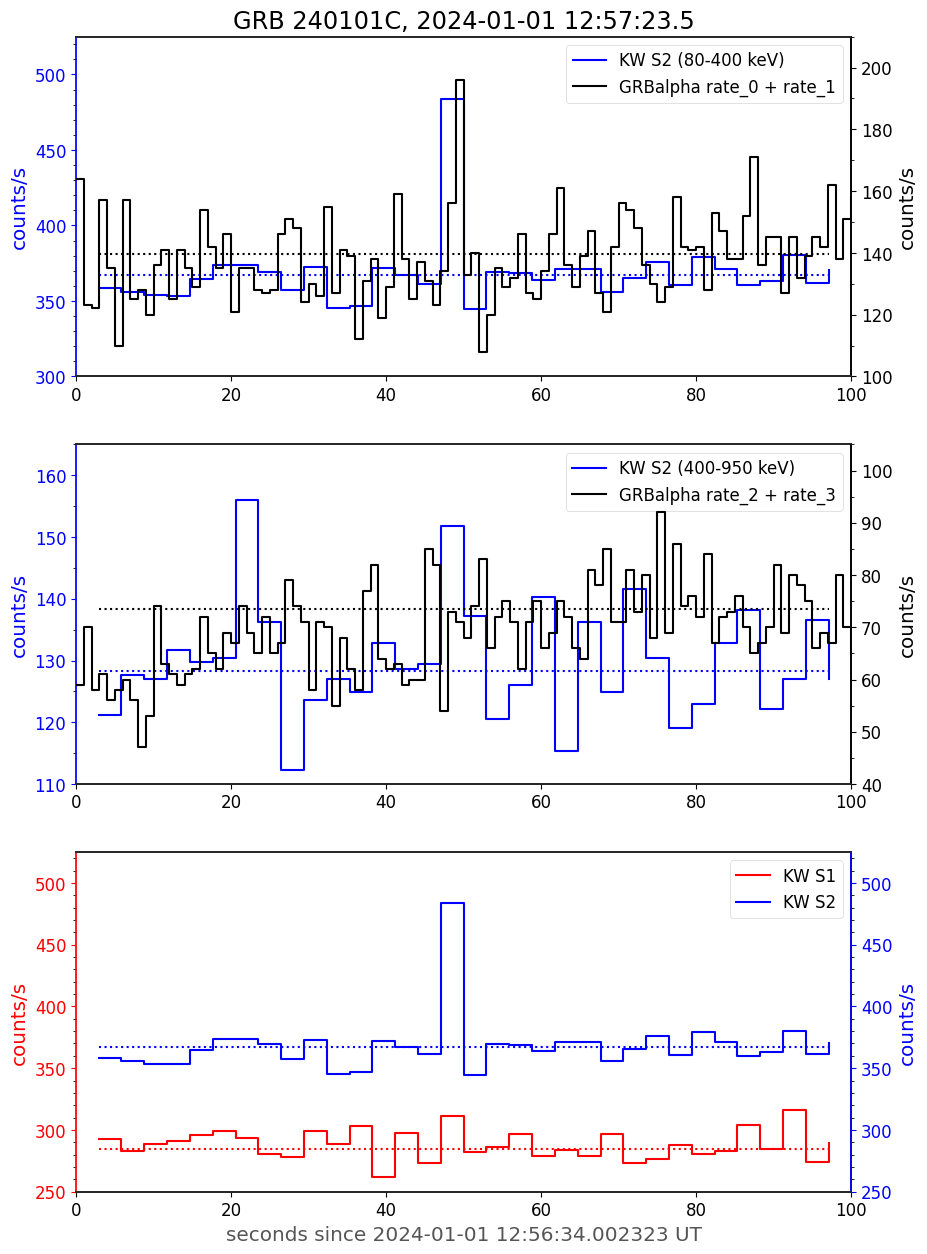 GRB 240101C, 2024-01-01 12:57:23.5
KW S2 (80-400 keV)
GRBalpha rate_0 + rate_1
500
450
400
350
300
counts/s
200
180
160
140
120
100
counts/s
0 20 40 60 80 100
KW S2 (400-950 keV)
GRBalpha rate_2 + rate_3
160
150
140
130
120
110
counts/s
100
90
80
70
60
50
40
counts/s
0 20 40 60 80 100
KW S1
KW S2
500
450
400
350
300
250
counts/s
500
450
400
350
300
250
counts/s
0 20 40 60 80 100
seconds since 2024-01-01 12:56:34.002323 UT